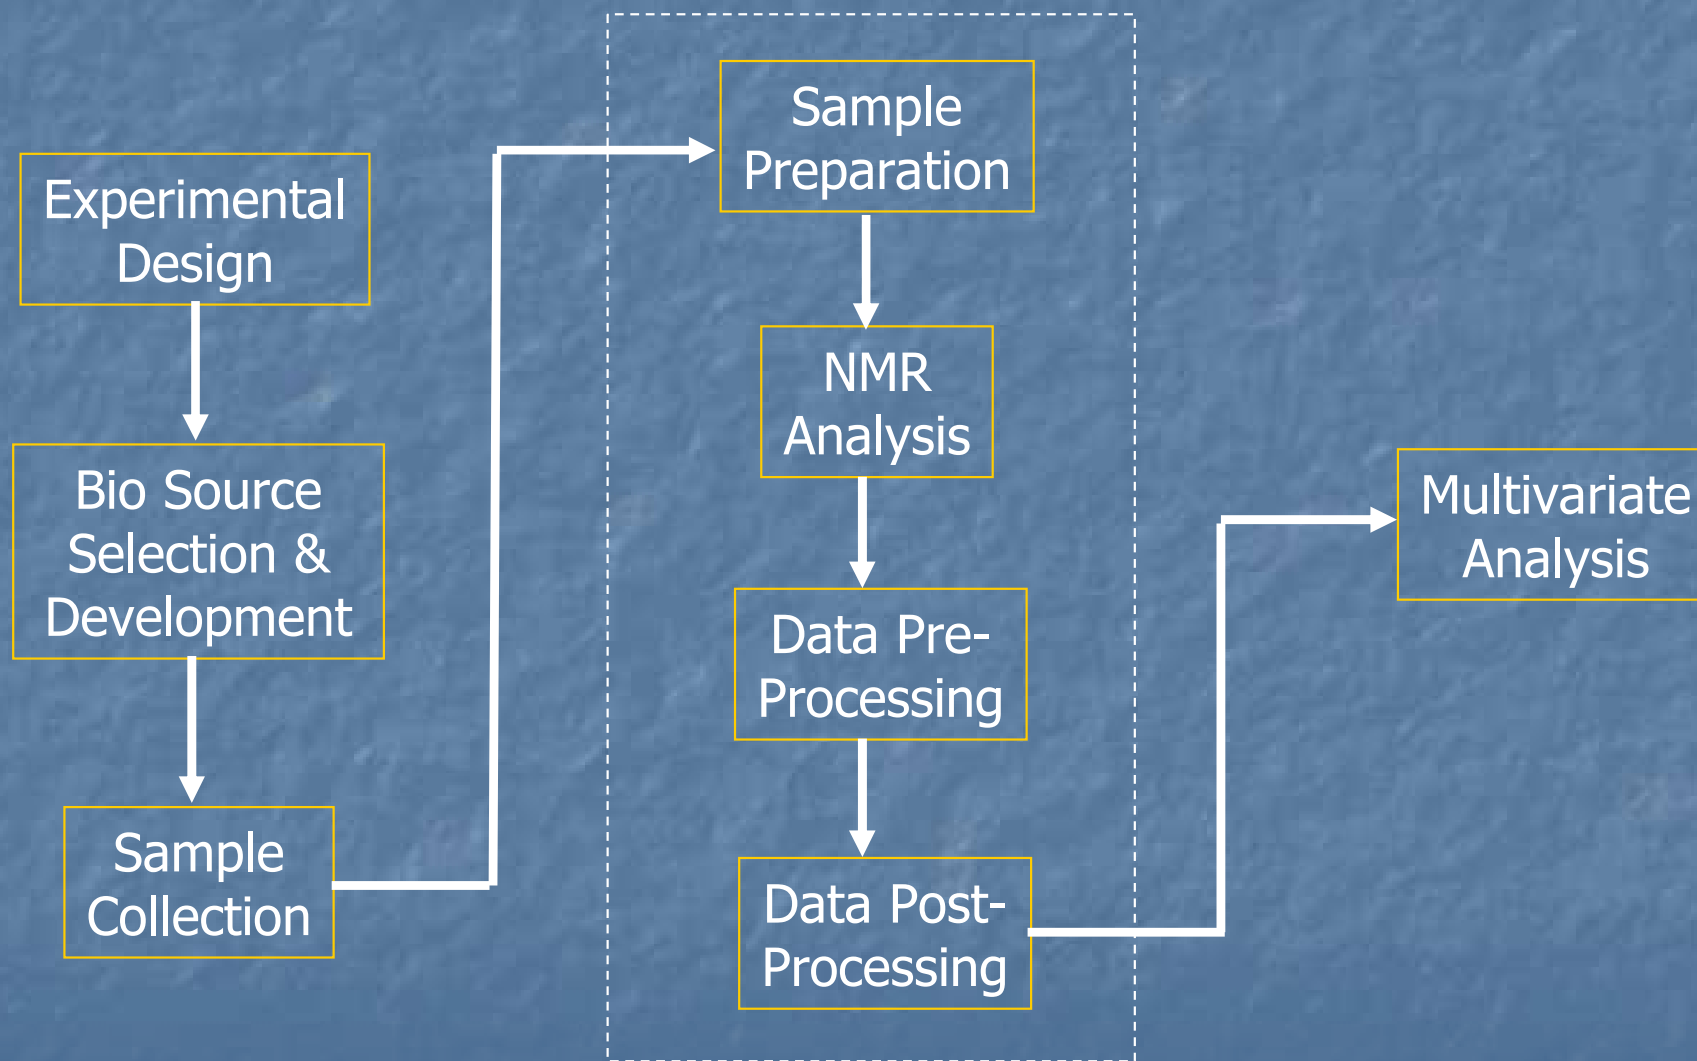 Experimental
Design
Bio Source
Selection &
Development
Sample
Collection
Sample
Preparation
NMR
Analysis
Data Pre-
Processing
Data Post-
Processing
Multivariate
Analysis